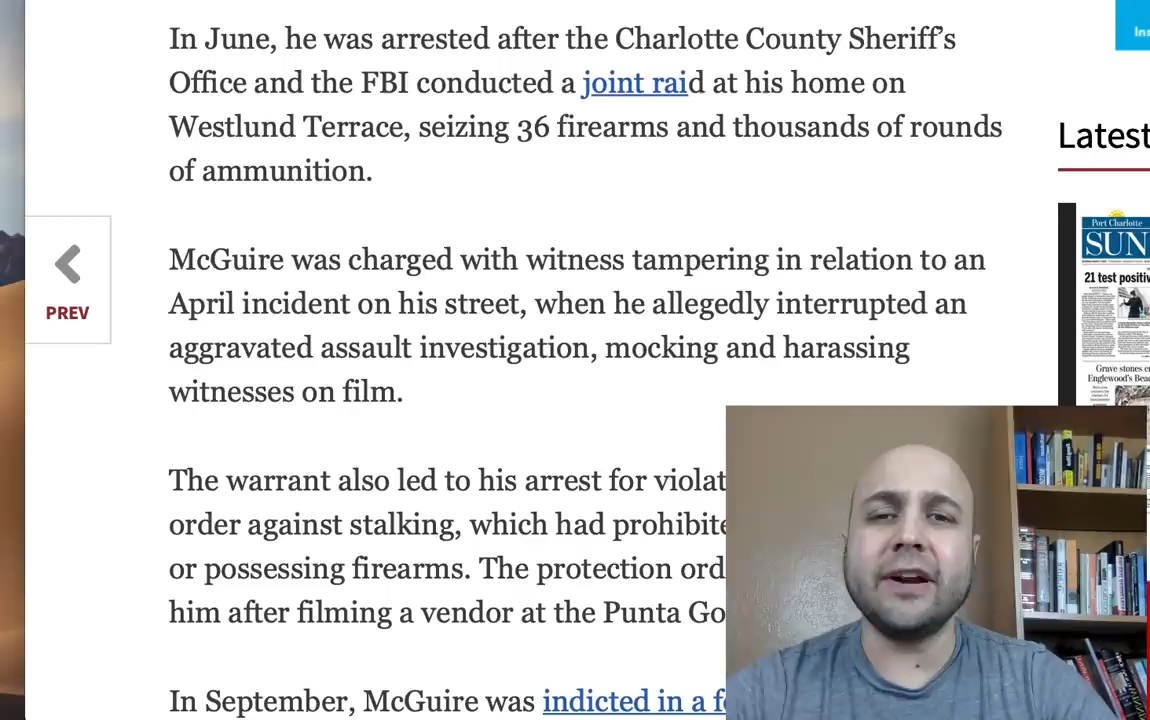 In June, he was arrested after the Charlotte County Sheriff's
Office and the FBI conducted a joint raid at his home on
Westlund Terrace, seizing 36 firearms and thousands of rounds
of ammunition.
PREV
McGuire was charged with witness tampering in relation to an
April incident on his street, when he allegedly interrupted an
aggravated assault investigation, mocking and harassing
witnesses on film.
The warrant also led to his arrest for violat
order against stalking, which had prohibite
or possessing firearms. The protection ord
him after filming a vendor at the Punta Go
In September, McGuire was indicted in a fe
Latest
Port Charlotte
SUN
21 test positiv
Grave stones er
Englewood's Bea